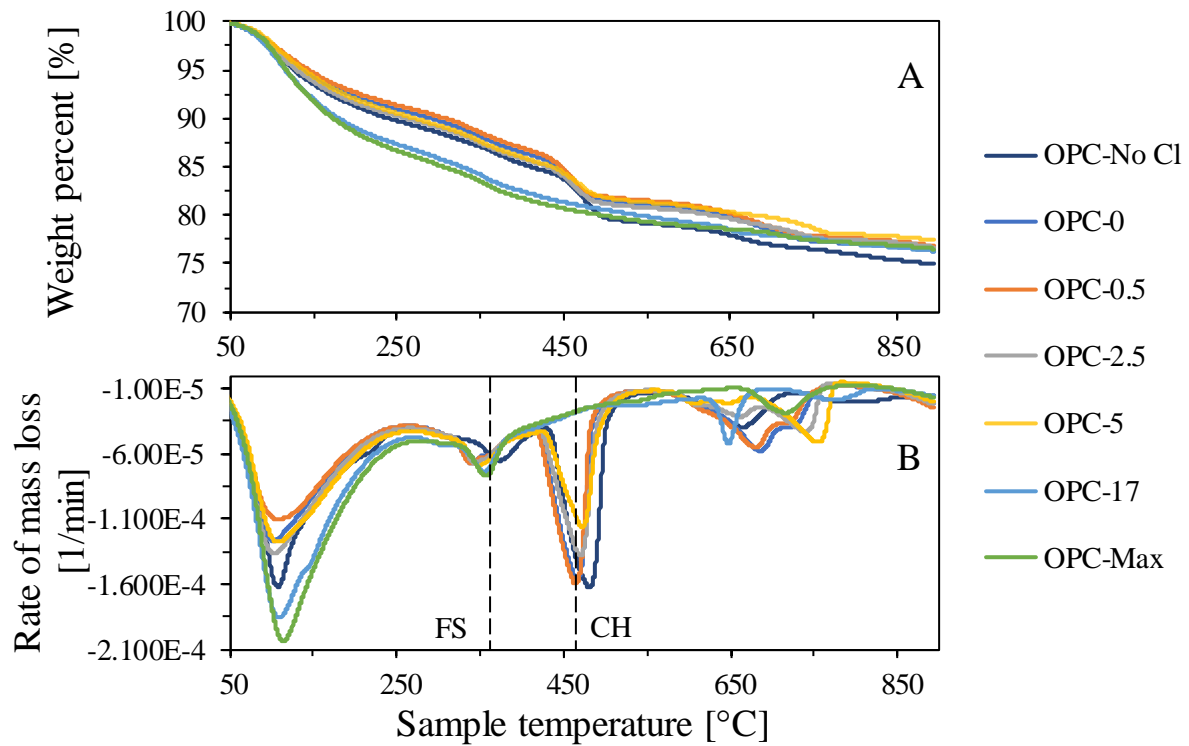 100
95
90
85
80
75
70
Weight percent [%]
A
50
250
450
650
850
-1.00E-5
-6.00E-5
-1.100E-4
-1.600E-4
-2.100E-4
Rate of mass loss
[1/min]
B
FS
CH
50
250
450
650
850
Sample temperature [°C]
OPC-No Cl
OPC-0
OPC-0.5
OPC-2.5
OPC-5
OPC-17
OPC-Max